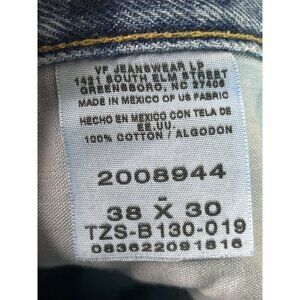 VF JEANSWEAR LP
1421 SOUTH ELM STREET
GREENSBORO, NC 27406
MADE IN MEXICO OF US FABRIC
HECHO EN MEXICO CON TELA DE
EE.UU
100% COTTON / ALGODON
2008944
-
38 X 30
TZS-B130-019
083622091816